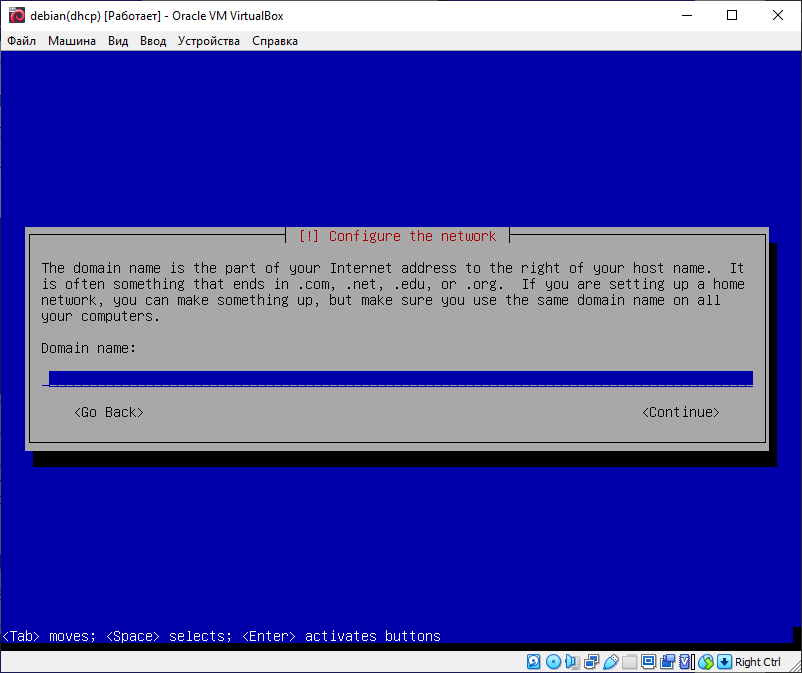 debian(dhcp) [Работает] - Oracle VM VirtualBox
Файл Машина Вид Ввод Устройства Справка
[!] Configure the network
The domain name is the part of your Internet address to the right of your host name.  It
is often something that ends in .com, .net, .edu, or .org.  If you are setting up a home
network, you can make something up, but make sure you use the same domain name on all
your computers.
Domain name:
<Go Back> <Continue>
<Tab> moves; <Space> selects; <Enter> activates buttons
Right Ctrl